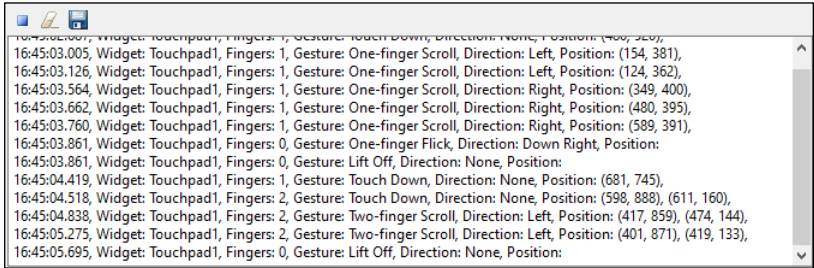 Widget: Touchpad1, Fingers: 1, Gesture: Touch Down, Direction: None, Position:
16:45:03.005, Widget: Touchpad1, Fingers: 1, Gesture: One-finger Scroll, Direction: Left, Position: (154, 381),
16:45:03.126, Widget: Touchpad1, Fingers: 1, Gesture: One-finger Scroll, Direction: Left, Position: (124, 362),
16:45:03.564, Widget: Touchpad1, Fingers: 1, Gesture: One-finger Scroll, Direction: Right, Position: (349, 400),
16:45:03.662, Widget: Touchpad1, Fingers: 1, Gesture: One-finger Scroll, Direction: Right, Position: (480, 395),
16:45:03.760, Widget: Touchpad1, Fingers: 1, Gesture: One-finger Scroll, Direction: Right, Position: (589, 391),
16:45:03.861, Widget: Touchpad1, Fingers: 0, Gesture: One-finger Flick, Direction: Down Right, Position:
16:45:03.861, Widget: Touchpad1, Fingers: 0, Gesture: Lift Off, Direction: None, Position:
16:45:04.419, Widget: Touchpad1, Fingers: 1, Gesture: Touch Down, Direction: None, Position: (681, 745),
16:45:04.518, Widget: Touchpad1, Fingers: 2, Gesture: Touch Down, Direction: None, Position: (598, 888), (611, 160),
16:45:04.838, Widget: Touchpad1, Fingers: 2, Gesture: Two-finger Scroll, Direction: Left, Position: (417, 859), (474, 144),
16:45:05.275, Widget: Touchpad1, Fingers: 2, Gesture: Two-finger Scroll, Direction: Left, Position: (401, 871), (419, 133),
16:45:05.695, Widget: Touchpad1, Fingers: 0, Gesture: Lift Off, Direction: None, Position: